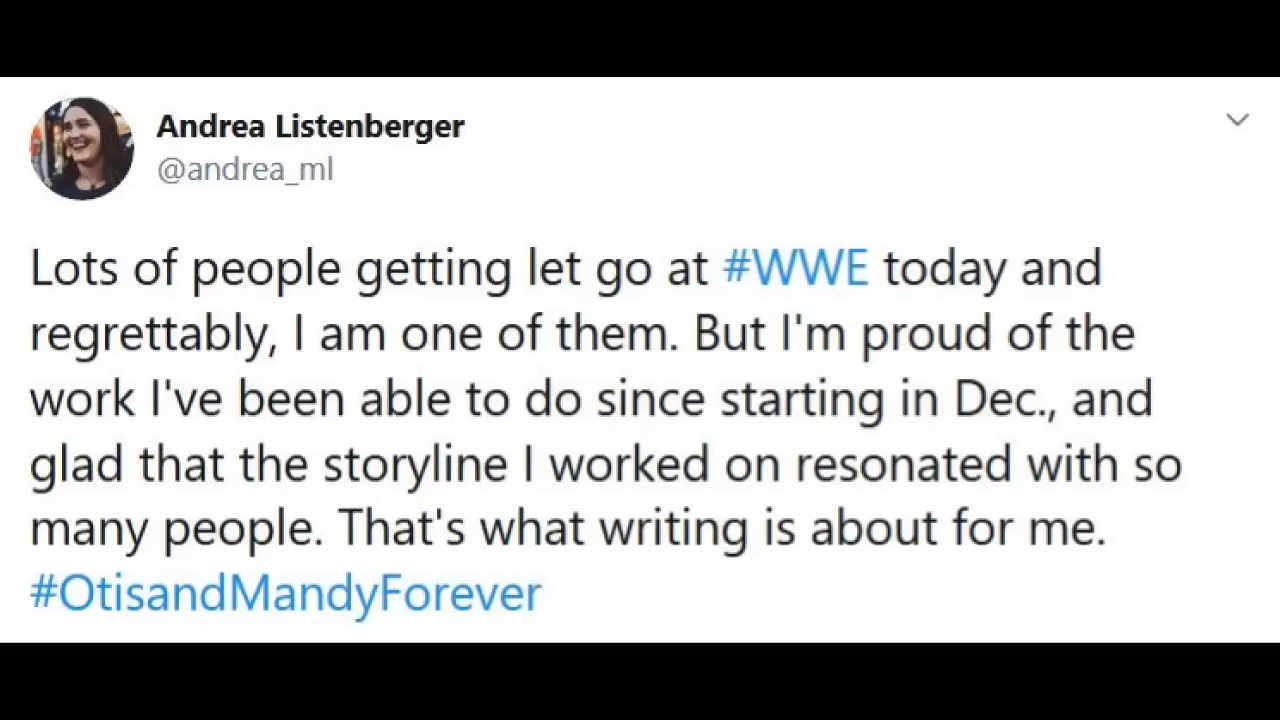 Andrea Listenberger
@andrea_ml
Lots of people getting let go at #WWE today and
regrettably, I am one of them. But I'm proud of the
work I've been able to do since starting in Dec., and
glad that the storyline I worked on resonated with so
many people. That's what writing is about for me.
#OtisandMandyForever